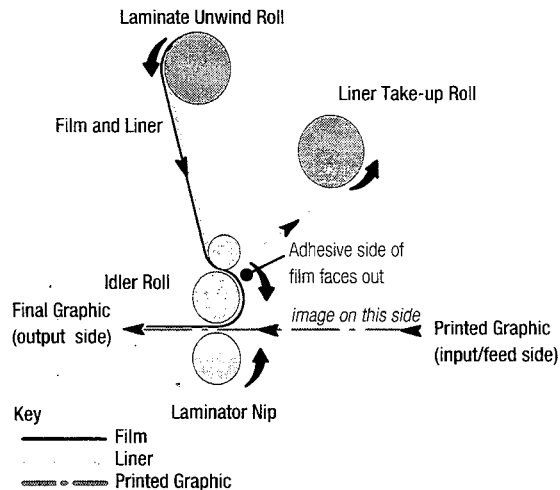 Laminate Unwind Roll
Liner Take-up Roll
Film and Liner
Adhesive side of
film faces out
Idler Roll
Final Graphic
(output side)
image on this side
Printed Graphic
(input/feed side)
Laminator Nip
Key
Film
Liner
Printed Graphic